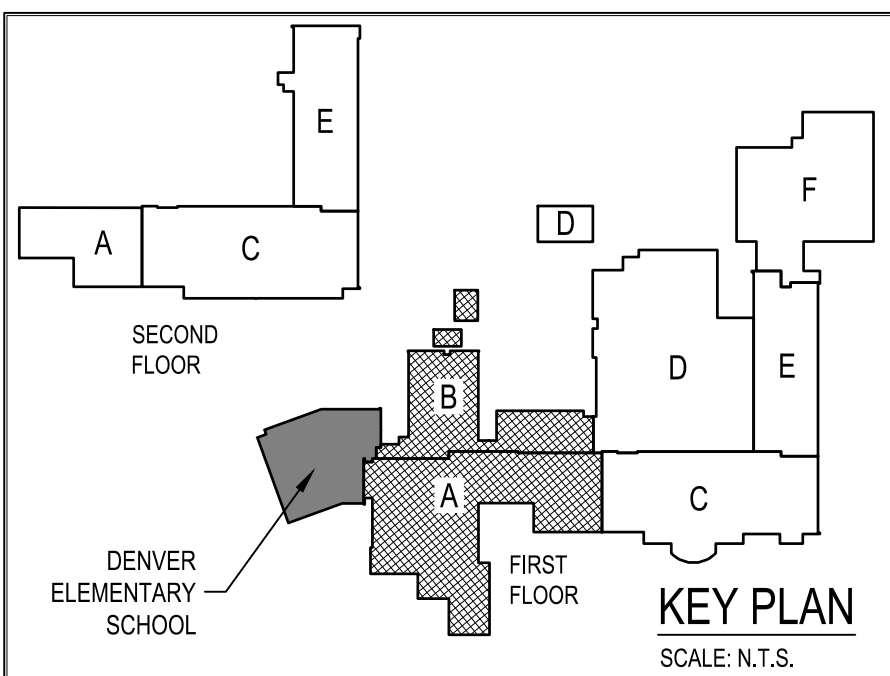 E
A
C
SECOND
FLOOR
F
D
D
E
B
A
C
DENVER
ELEMENTARY
SCHOOL
FIRST
FLOOR
KEY PLAN
SCALE: N.T.S.